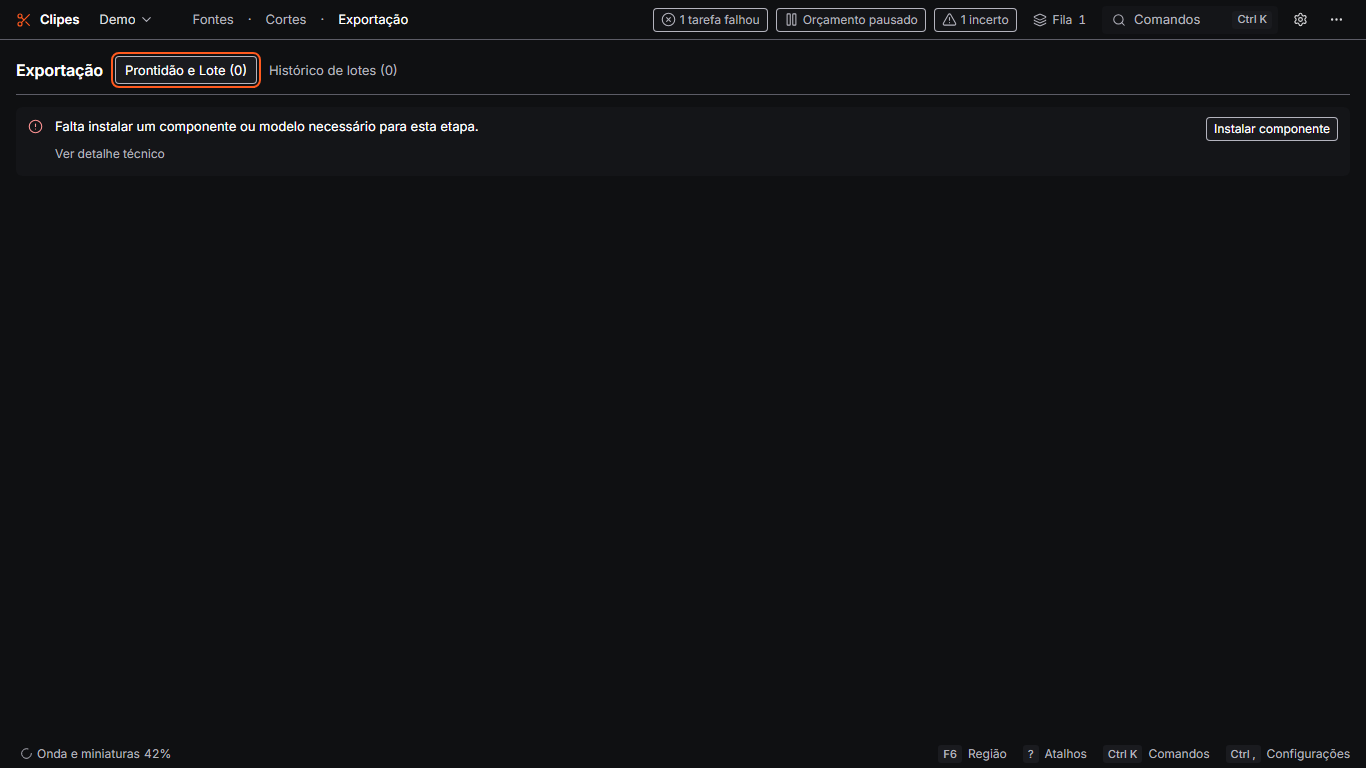 Clipes Demo Fontes · Cortes · Exportação 1 tarefa falhou Orçamento pausado 1 incerto Fila 1 Comandos Ctrl K
Exportação Prontidão e Lote (0) Histórico de lotes (0)
Falta instalar um componente ou modelo necessário para esta etapa. Instalar componente
Ver detalhe técnico
Onda e miniaturas 42% F6 Região ? Atalhos Ctrl K Comandos Ctrl , Configurações